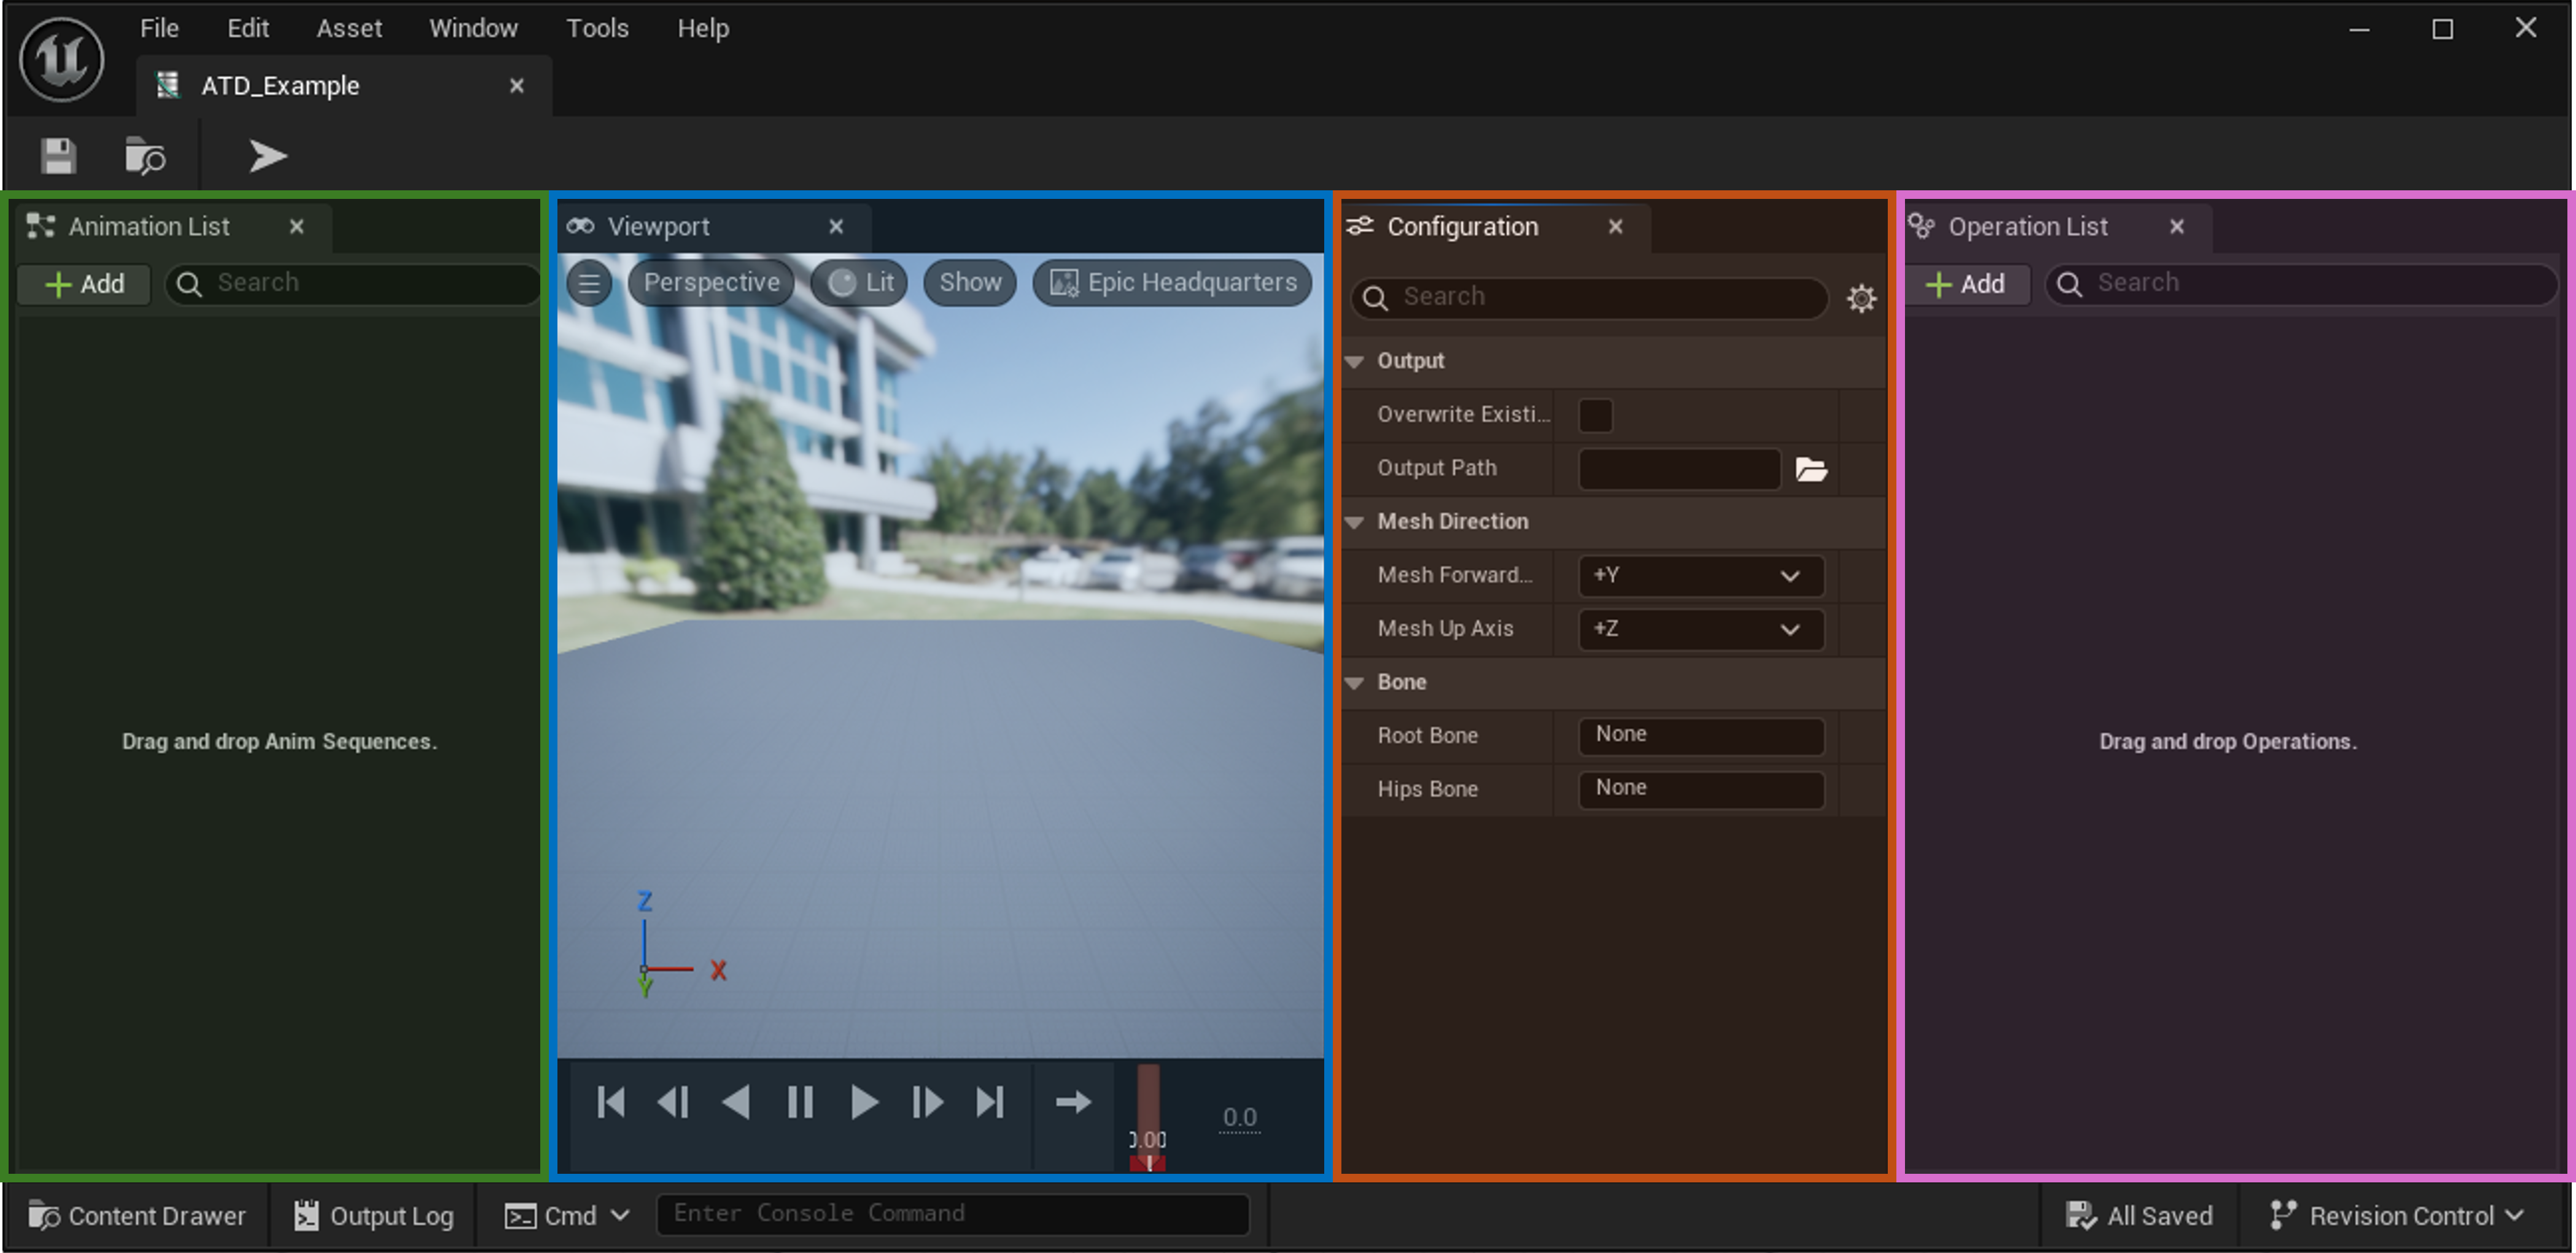 File Edit Asset Window Tools Help
ATD_Example
Animation List
Add Search
Drag and drop Anim Sequences.
Viewport
Perspective Lit Show Epic Headquarters
Z
X
Y
0.00
0.0
Configuration
Search
Output
Overwrite Existi...
Output Path
Mesh Direction
Mesh Forward... +Y
Mesh Up Axis +Z
Bone
Root Bone None
Hips Bone None
Operation List
Add Search
Drag and drop Operations.
Content Drawer Output Log Cmd Enter Console Command All Saved Revision Control